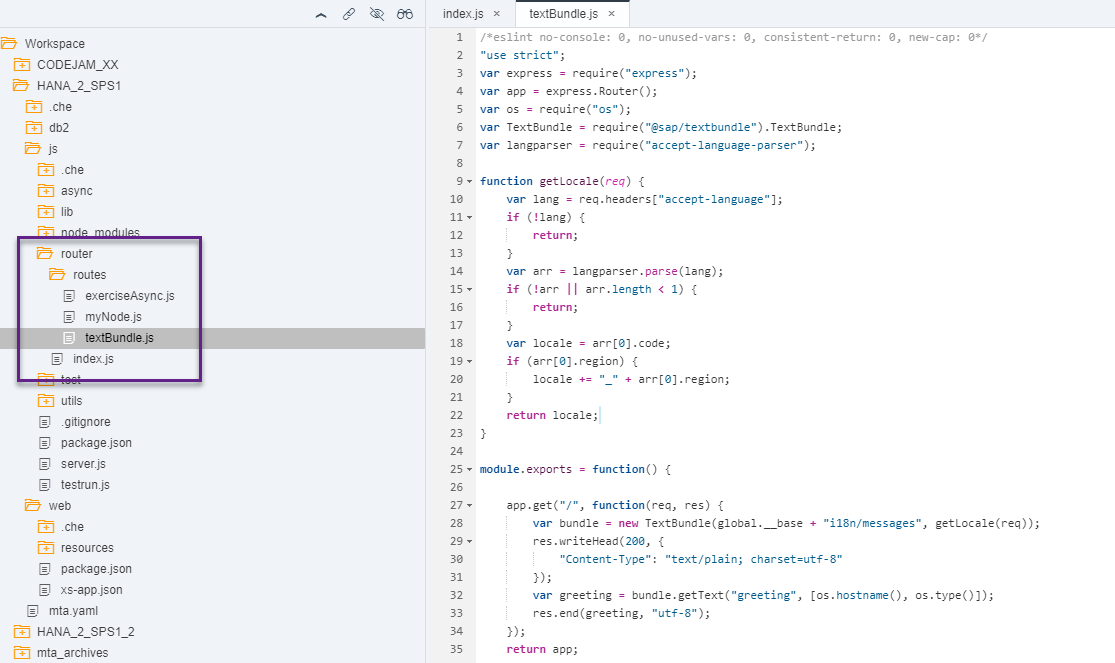 Workspace
CODEJAM_XX
HANA_2_SPS1
.che
db2
js
.che
async
lib
node_modules
router
routes
exerciseAsync.js
myNode.js
textBundle.js
index.js
test
utils
.gitignore
package.json
server.js
testrun.js
web
.che
resources
package.json
xs-app.json
mta.yaml
HANA_2_SPS1_2
mta_archives
index.js × textBundle.js ×
1 /*eslint no-console: 0, no-unused-vars: 0, consistent-return: 0, new-cap: 0*/
2 "use strict";
3 var express = require("express");
4 var app = express.Router();
5 var os = require("os");
6 var TextBundle = require("@sap/textbundle").TextBundle;
7 var langparser = require("accept-language-parser");
8
9 function getLocale(req) {
10 var lang = req.headers["accept-language"];
11 if (!lang) {
12 return;
13 }
14 var arr = langparser.parse(lang);
15 if (!arr || arr.length < 1) {
16 return;
17 }
18 var locale = arr[0].code;
19 if (arr[0].region) {
20 locale += "_" + arr[0].region;
21 }
22 return locale;
23 }
24
25 module.exports = function() {
26
27 app.get("/", function(req, res) {
28 var bundle = new TextBundle(global.__base + "i18n/messages", getLocale(req));
29 res.writeHead(200, {
30 "Content-Type": "text/plain; charset=utf-8"
31 });
32 var greeting = bundle.getText("greeting", [os.hostname(), os.type()]);
33 res.end(greeting, "utf-8");
34 });
35 return app;